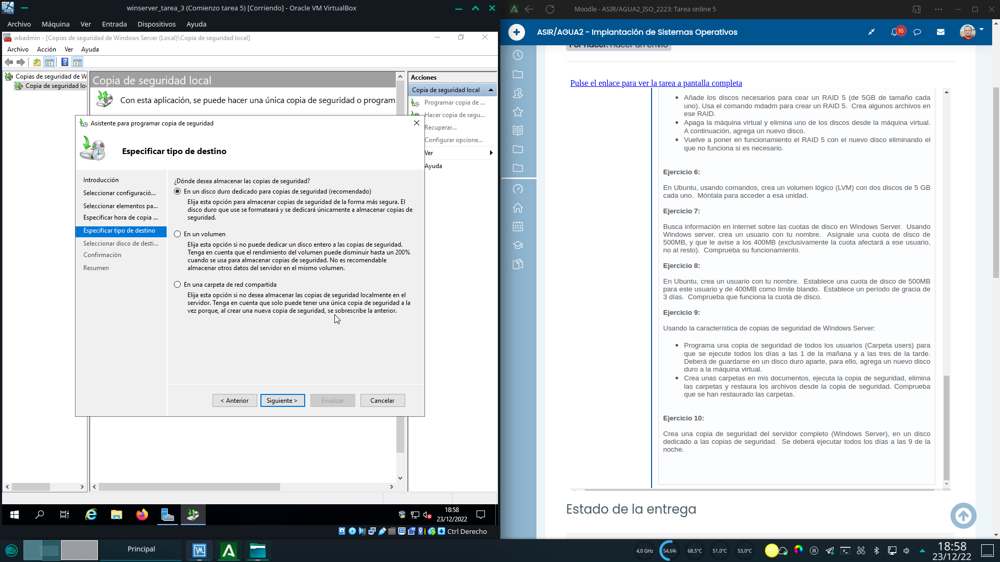 winserver_tarea_3 (Comienzo tarea 5) [Corriendo] - Oracle VM VirtualBox
Archivo Máquina Ver Entrada Dispositivos Ayuda
wbadmin - [Copias de seguridad de Windows Server (Local)\Copia de seguridad local]
Archivo Acción Ver Ayuda
Copias de seguridad de W
Copia de seguridad lo
Copia de seguridad local
Con esta aplicación, se puede hacer una única copia de seguridad o program
Acciones
Copia de seguridad local
Programar copia de ...
Hacer copia de segu...
Recuperar...
Configurar opcione...
Ver
Ayuda
Asistente para programar copia de seguridad
Especificar tipo de destino
Introducción
Seleccionar configuració...
Seleccionar elementos pa...
Especificar hora de copia ...
Especificar tipo de destino
Seleccionar disco de desti...
Confirmación
Resumen
¿Dónde desea almacenar las copias de seguridad?
En un disco duro dedicado para copias de seguridad (recomendado)
Elija esta opción para almacenar copias de seguridad de la forma más segura. El
disco duro que use se formateará y se dedicará únicamente a almacenar copias de
seguridad.
En un volumen
Elija esta opción si no puede dedicar un disco entero a las copias de seguridad.
Tenga en cuenta que el rendimiento del volumen puede disminuir hasta un 200%
cuando se usa para almacenar copias de seguridad. No es recomendable
almacenar otros datos del servidor en el mismo volumen.
En una carpeta de red compartida
Elija esta opción si no desea almacenar las copias de seguridad localmente en el
servidor. Tenga en cuenta que solo puede tener una única copia de seguridad a la
vez porque, al crear una nueva copia de seguridad, se sobrescribe la anterior.
< Anterior
Siguiente >
Finalizar
Cancelar
18:58
23/12/2022
Ctrl Derecho
Moodle - ASIR/AGUA2_ISO_2223: Tarea online 5
ASIR/AGUA2 - Implantación de Sistemas Operativos
16
Por hacer: Hacer un envío
Pulse el enlace para ver la tarea a pantalla completa
Añade los discos necesarios para cear un RAID 5 (de 5GB de tamaño cada
uno). Usa el comando mdadm para crear un RAID 5. Crea algunos archivos en
ese RAID.
Apaga la máquina virtual y elimina uno de los discos desde la máquina virtual.
A continuación, agrega un nuevo disco.
Vuelve a poner en funcionamiento el RAID 5 con el nuevo disco eliminando el
que no funciona si es necesario.
Ejercicio 6:
En Ubuntu, usando comandos, crea un volumen lógico (LVM) con dos discos de 5 GB
cada uno. Móntala para acceder a esa unidad.
Ejercicio 7:
Busca información en internet sobre las cuotas de disco en Windows Server. Usando
Windows server, crea un usuario con tu nombre. Asígnale una cuota de disco de
500MB, y que le avise a los 400MB (exclusivamente la cuota afectará a ese usuario,
no al resto). Comprueba su funcionamiento.
Ejercicio 8:
En Ubuntu, crea un usuario con tu nombre. Establece una cuota de disco de 500MB
para este usuario y de 400MB como límite blando. Establece un período de gracia de
3 días. Comprueba que funciona la cuota de disco.
Ejercicio 9:
Usando la característica de copias de seguridad de Windows Server:
Programa una copia de seguridad de todos los usuarios (Carpeta users) para
que se ejecute todos los días a las 1 de la mañana y a las tres de la tarde.
Deberá de guardarse en un disco duro aparte, para ello, agrega un nuevo disco
duro a la máquina virtual.
Crea unas carpetas en mis documentos, ejecuta la copia de seguridad, elimina
las carpetas y restaura los archivos desde la copia de seguridad. Comprueba
que se han restaurado las carpetas.
Ejercicio 10:
Crea una copia de seguridad del servidor completo (Windows Server), en un disco
dedicado a las copias de seguridad. Se deberá ejecutar todos los días a las 9 de la
noche.
Estado de la entrega
Principal
4,0 GHz
54,6%
68,5°C
51,0°C
53,0°C
18:58
23/12/22